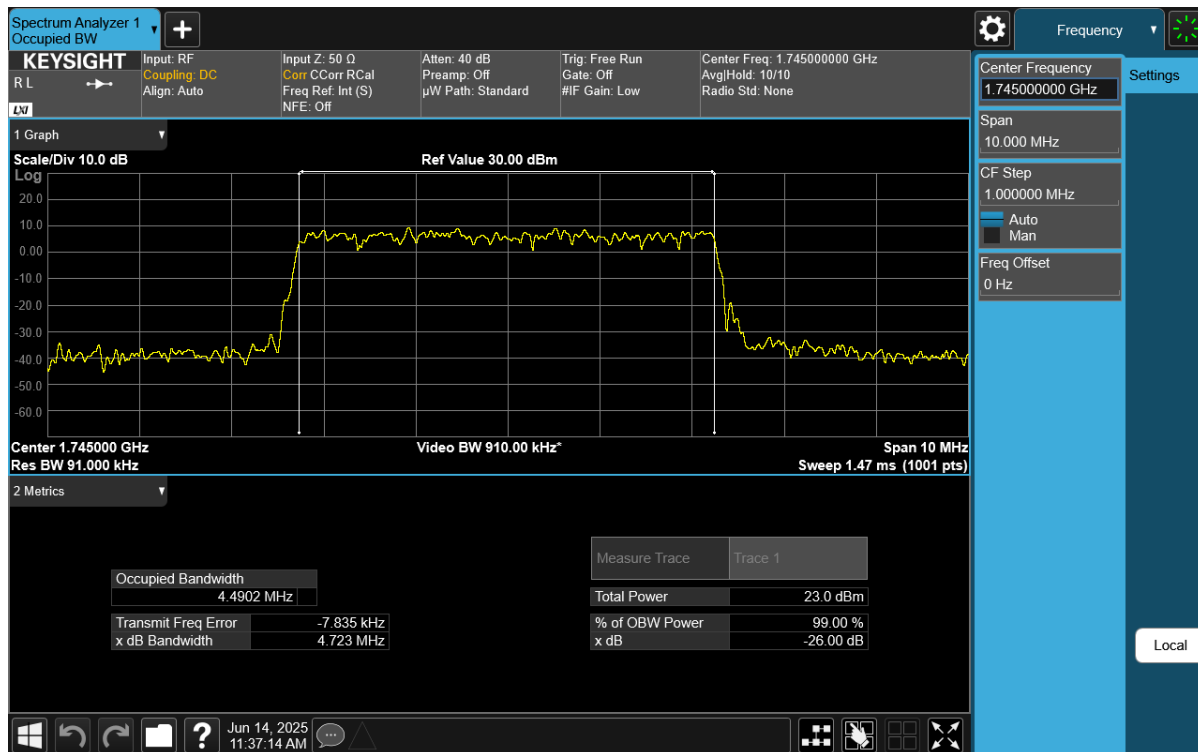 Spectrum Analyzer 1
Occupied BW
Frequency
KEYSIGHT
R L
LXI
Input: RF
Coupling: DC
Align: Auto
Input Z: 50 Ω
Corr CCorr RCal
Freq Ref: Int (S)
NFE: Off
Atten: 40 dB
Preamp: Off
µW Path: Standard
Trig: Free Run
Gate: Off
#IF Gain: Low
Center Freq: 1.745000000 GHz
Avg|Hold: 10/10
Radio Std: None
Center Frequency
1.745000000 GHz
Settings
Span
10.000 MHz
CF Step
1.000000 MHz
Auto
Man
Freq Offset
0 Hz
Local
1 Graph
Scale/Div 10.0 dB
Ref Value 30.00 dBm
Log
20.0
10.0
0.00
-10.0
-20.0
-30.0
-40.0
-50.0
-60.0
Center 1.745000 GHz
Video BW 910.00 kHz*
Span 10 MHz
Res BW 91.000 kHz
Sweep 1.47 ms (1001 pts)
2 Metrics
Measure Trace Trace 1
Occupied Bandwidth
4.4902 MHz
Total Power 23.0 dBm
Transmit Freq Error -7.835 kHz
% of OBW Power 99.00 %
x dB Bandwidth 4.723 MHz
x dB -26.00 dB
?
Jun 14, 2025
11:37:14 AM